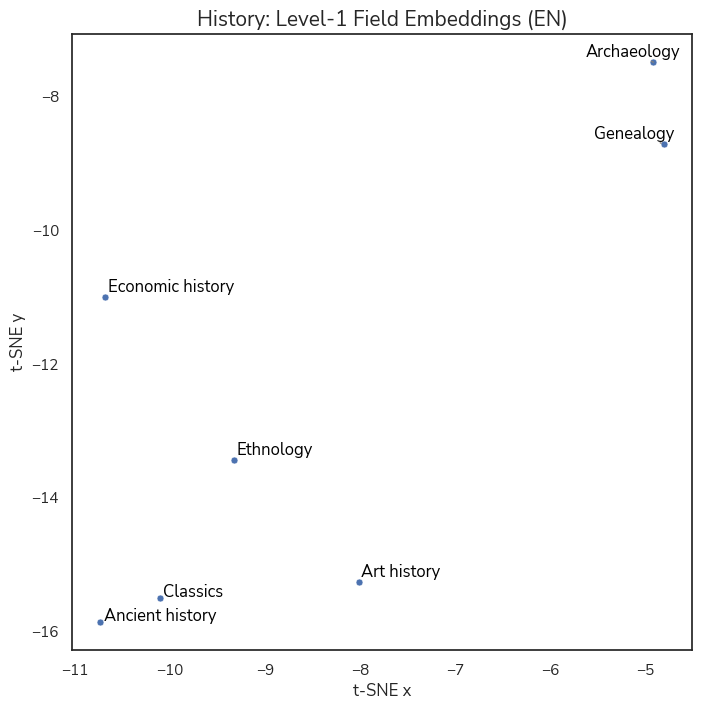 History: Level-1 Field Embeddings (EN)
Archaeology
−8
Genealogy
−10
Economic history
t-SNE y
−12
Ethnology
−14
Art history
Classics
Ancient history
−16
−11 −10 −9 −8 −7 −6 −5
t-SNE x